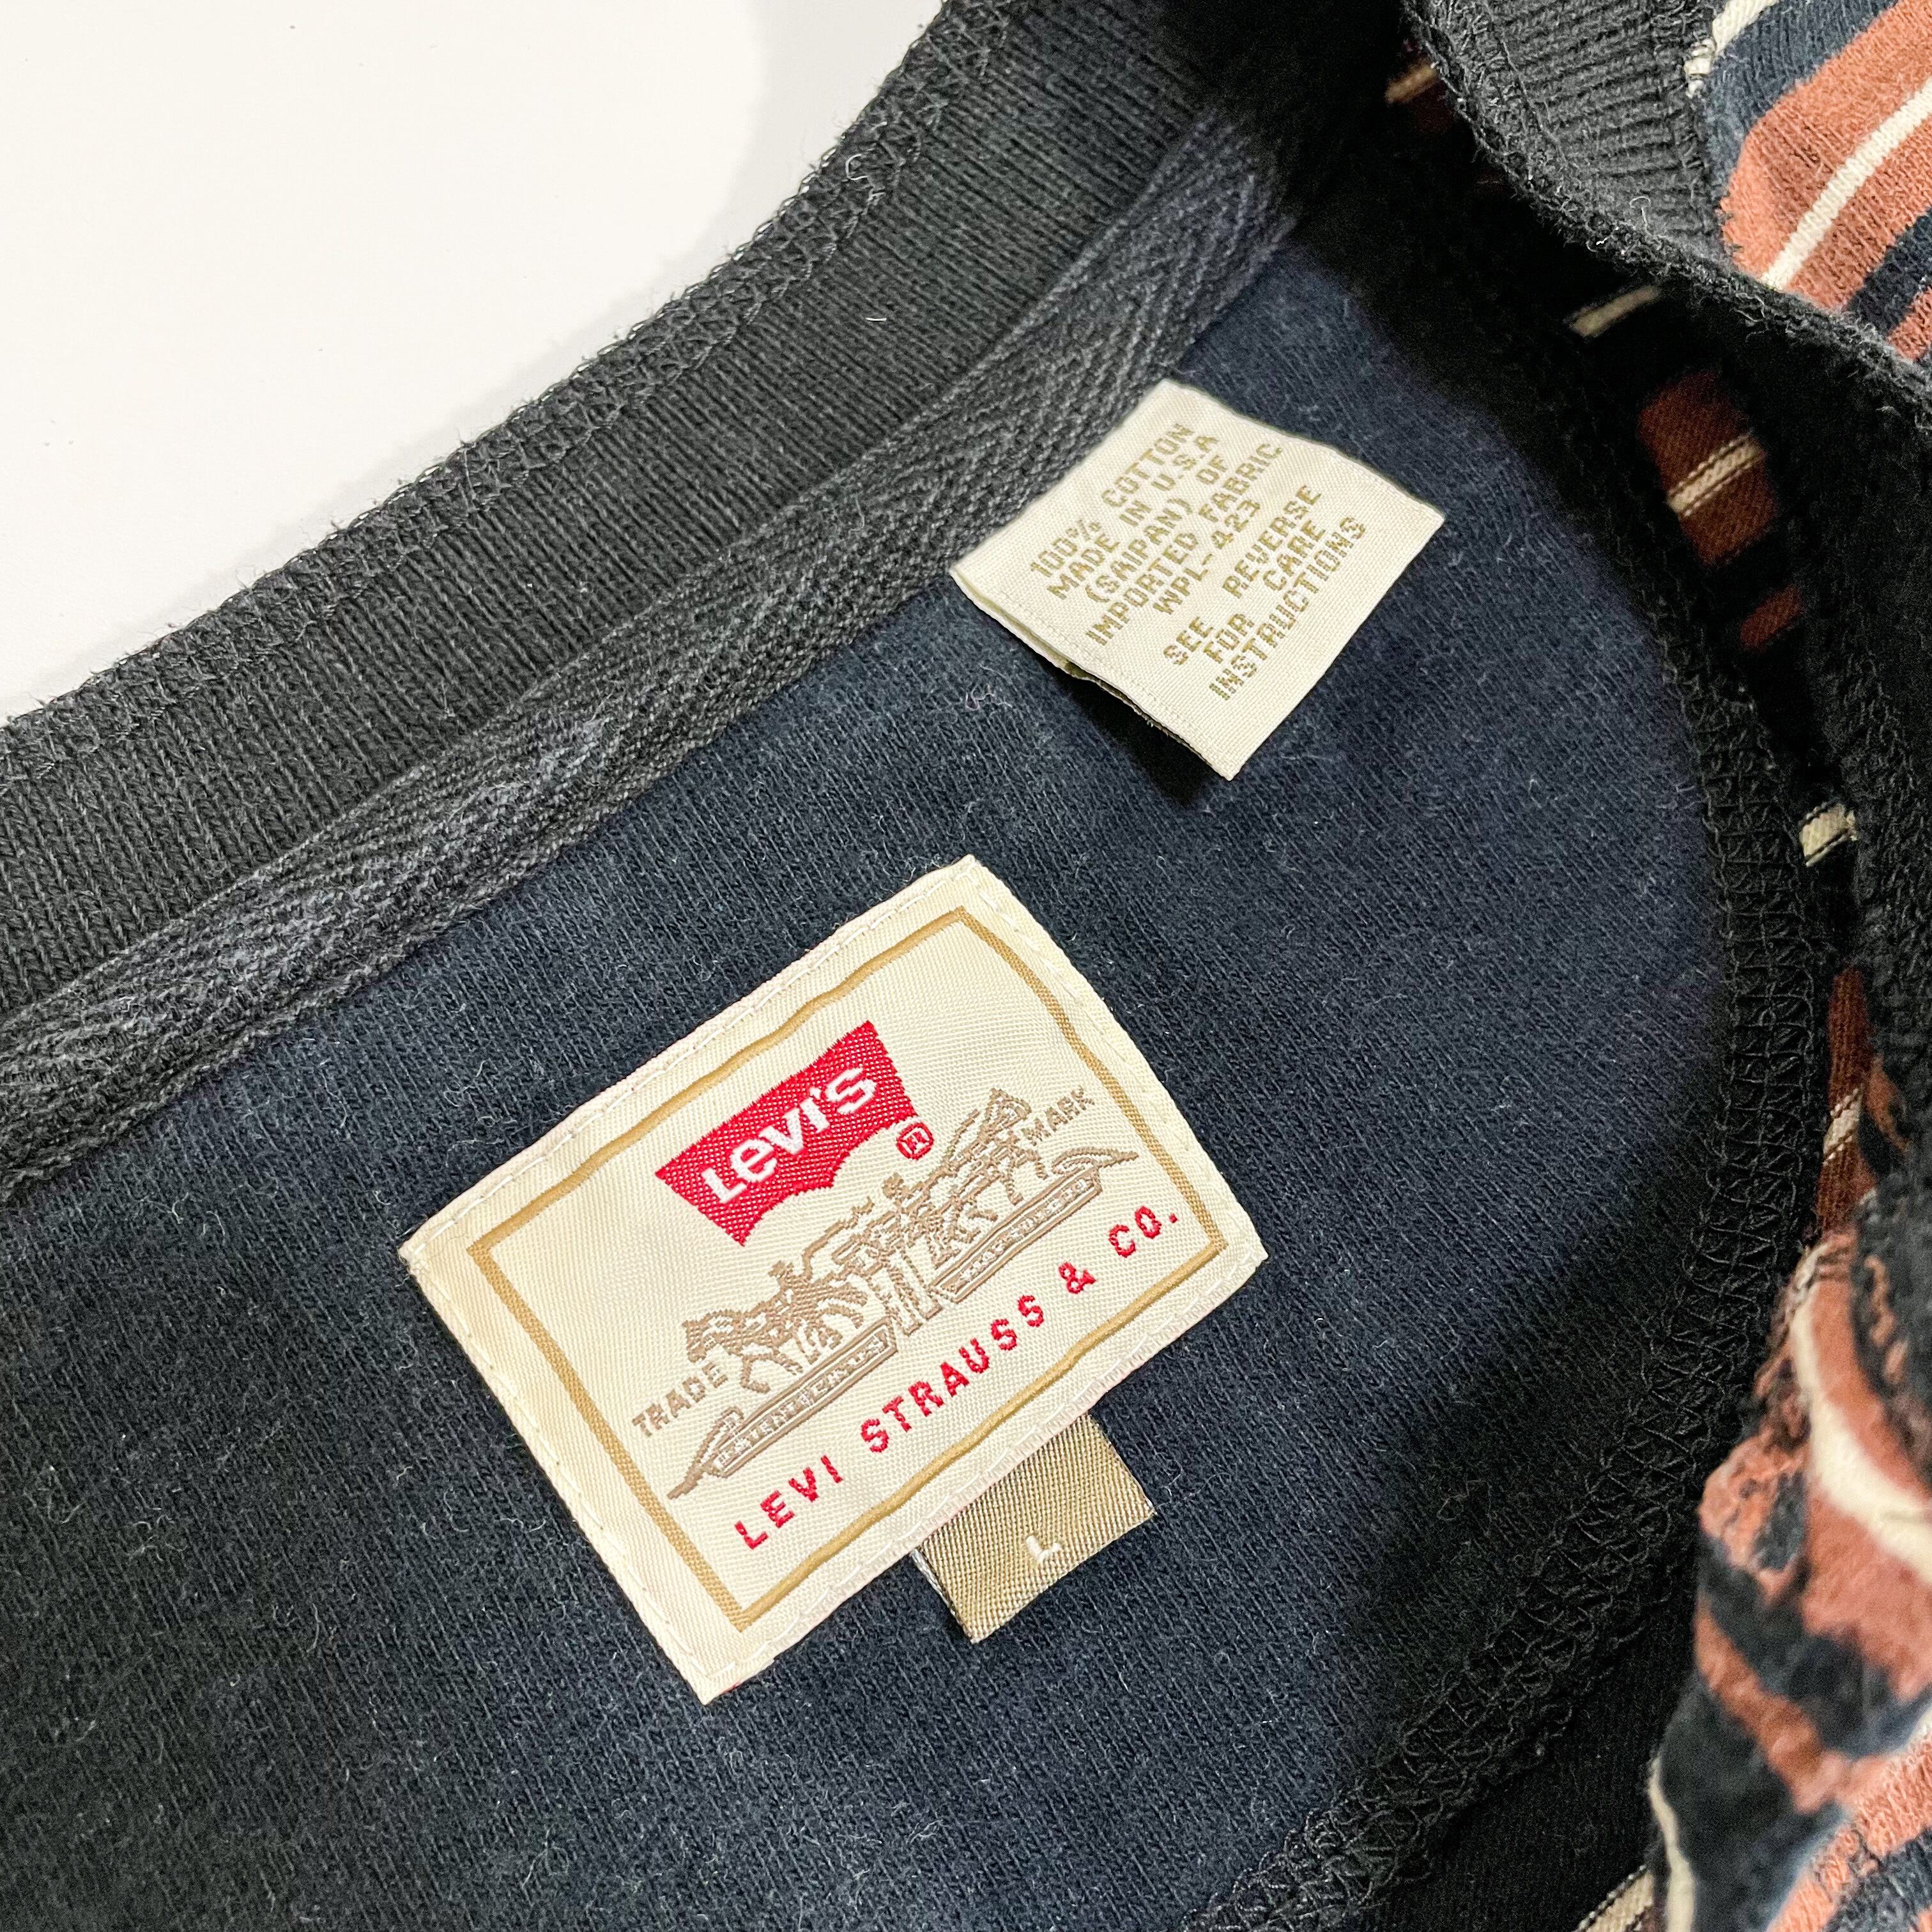 100% COTTON
MADE IN U.S.A
(SAIPAN) OF
IMPORTED FABRIC
WPL-423
SEE REVERSE
FOR CARE
INSTRUCTIONS
Levi's ®
TRADE MARK
LEVI STRAUSS & CO.
L